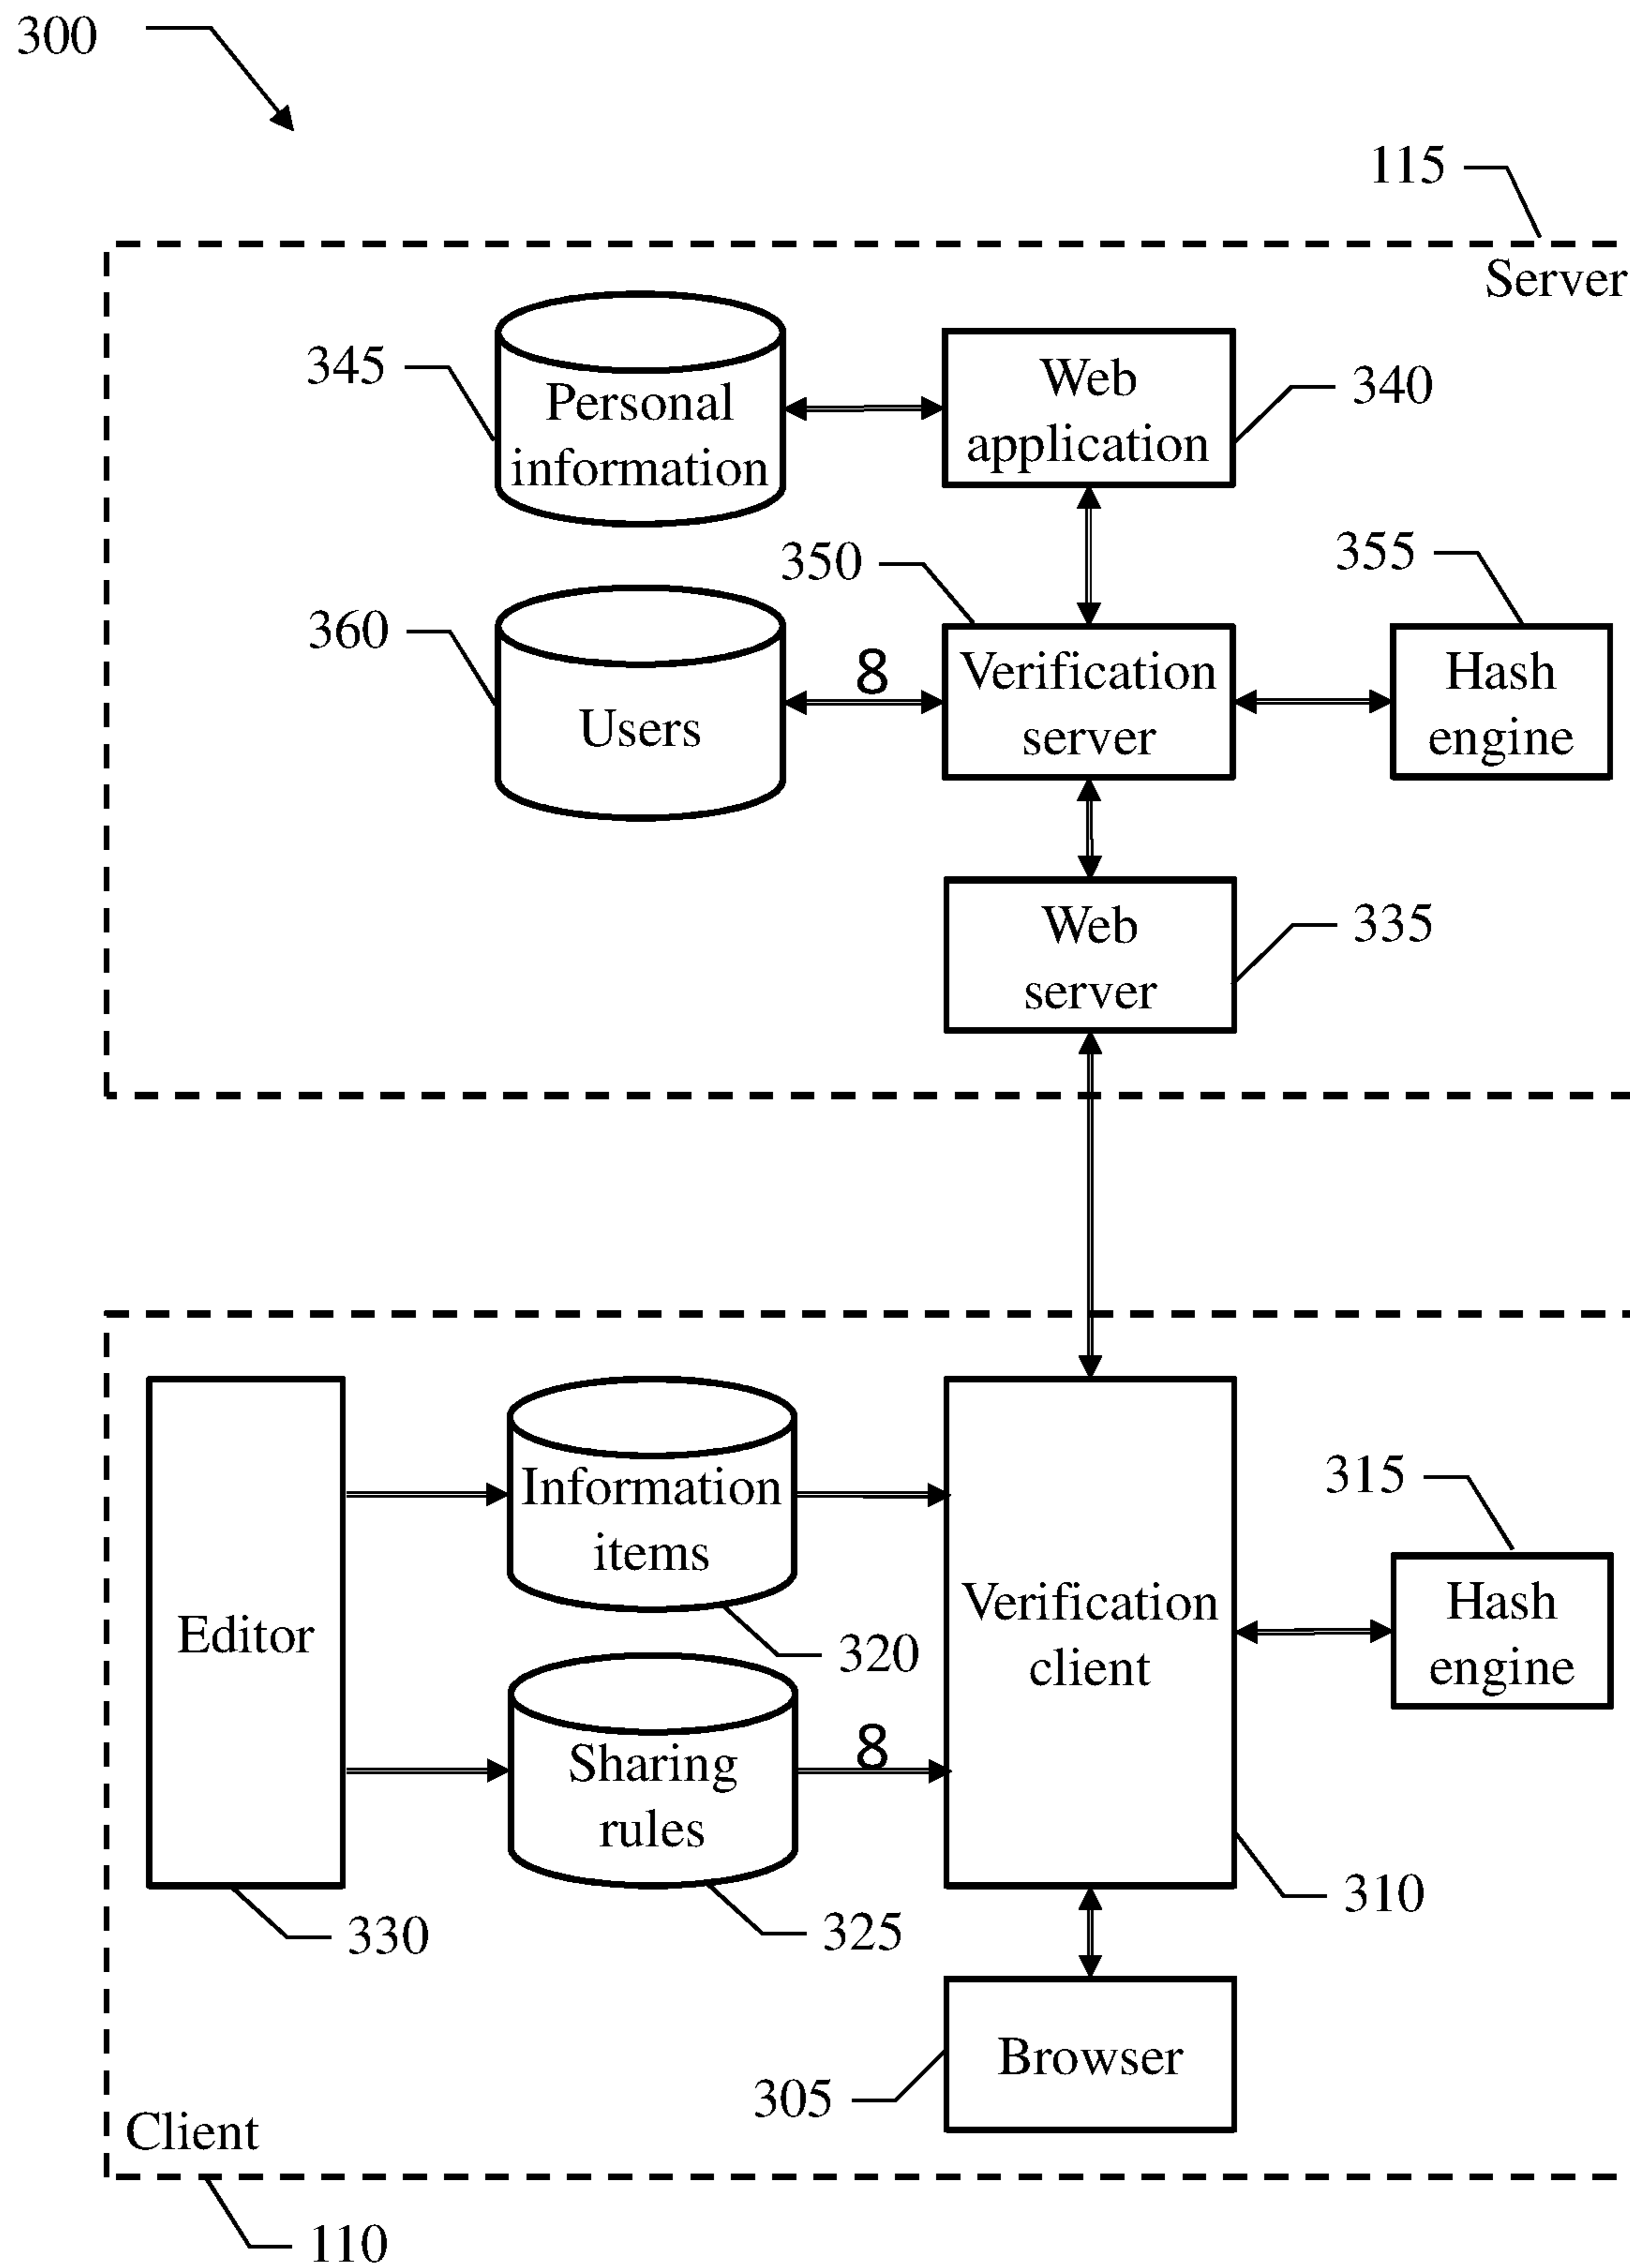 300
115
Server
345
Personal
information
Web
application
340
350
355
360
Users
8
Verification
server
Hash
engine
Web
server
335
Editor
Information
items
320
Verification
client
315
Hash
engine
Sharing
rules
8
325
330
310
Browser
305
Client
110